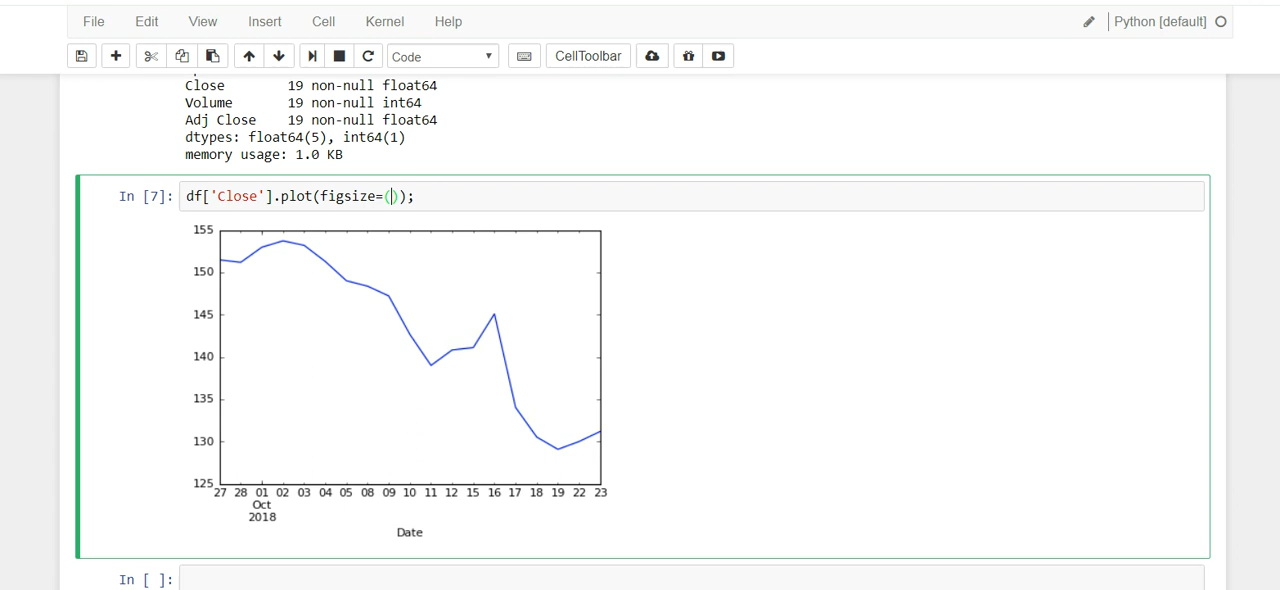 File Edit View Insert Cell Kernel Help Python [default]
Code CellToolbar
Close 19 non-null float64
Volume 19 non-null int64
Adj Close 19 non-null float64
dtypes: float64(5), int64(1)
memory usage: 1.0 KB
In [7]: df['Close'].plot(figsize=());
155
150
145
140
135
130
125
27 28 01 02 03 04 05 08 09 10 11 12 15 16 17 18 19 22 23
Oct
2018
Date
In [ ]: